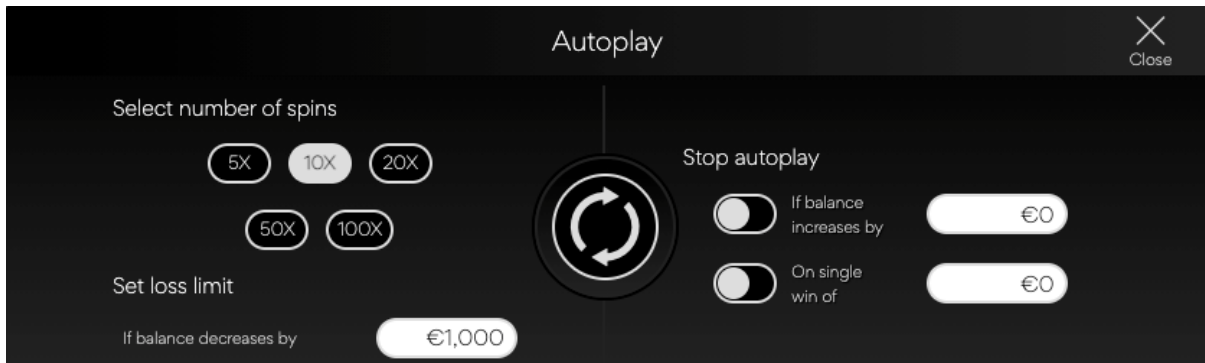 Autoplay
Close
Select number of spins
5X 10X 20X
50X 100X
Set loss limit
If balance decreases by €1,000
Stop autoplay
If balance
increases by
€0
On single
win of
€0